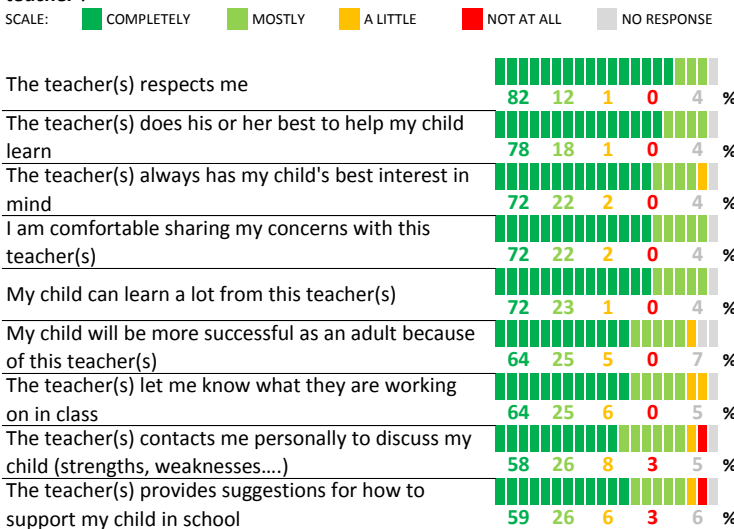 teacher?
SCALE: COMPLETELY MOSTLY A LITTLE NOT AT ALL NO RESPONSE
The teacher(s) respects me
82 12 1 0 4 %
The teacher(s) does his or her best to help my child
learn
78 18 1 0 4 %
The teacher(s) always has my child's best interest in
mind
72 22 2 0 4 %
I am comfortable sharing my concerns with this
teacher(s)
72 22 2 0 4 %
My child can learn a lot from this teacher(s)
72 23 1 0 4 %
My child will be more successful as an adult because
of this teacher(s)
64 25 5 0 7 %
The teacher(s) let me know what they are working
on in class
64 25 6 0 5 %
The teacher(s) contacts me personally to discuss my
child (strengths, weaknesses....)
58 26 8 3 5 %
The teacher(s) provides suggestions for how to
support my child in school
59 26 6 3 6 %